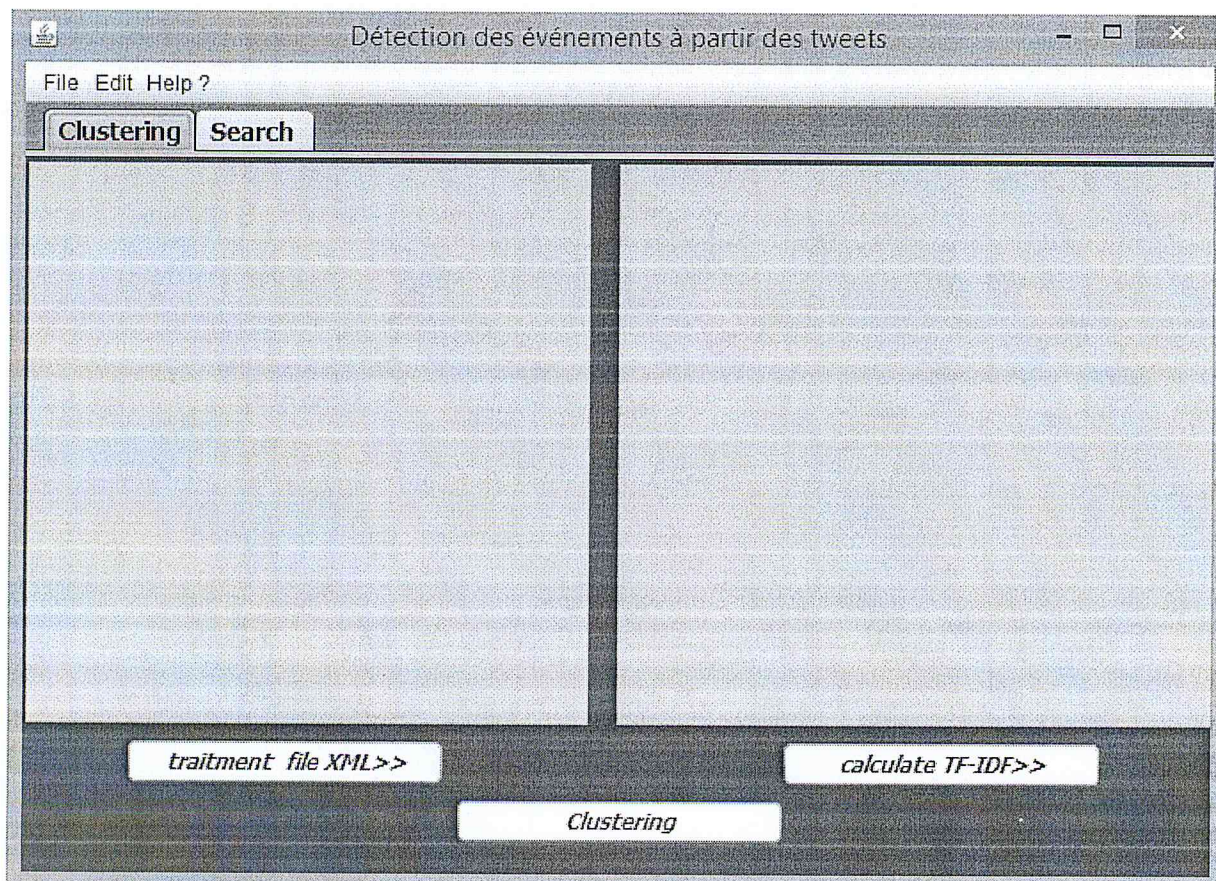 Détection des événements à partir des tweets
File Edit Help ?
Clustering Search
traitment file XML>> calculate TF-IDF>>
Clustering